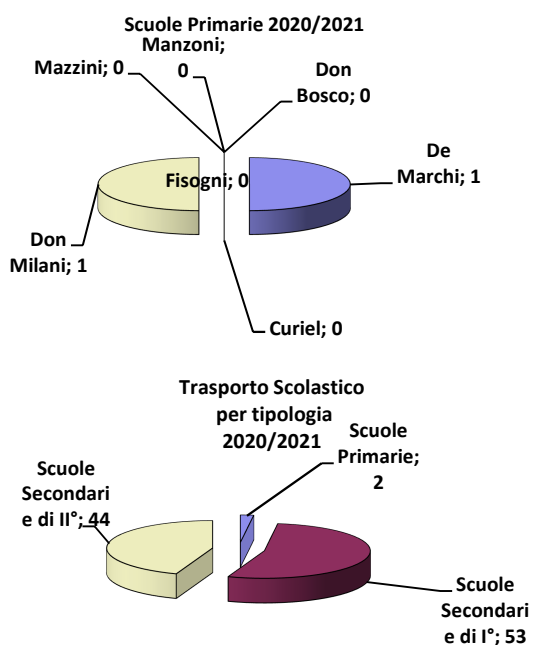 Scuole Primarie 2020/2021
Manzoni;
0
Mazzini; 0
Don
Bosco; 0
De
Marchi; 1
Fisogni; 0
Don
Milani; 1
Curiel; 0
Trasporto Scolastico
per tipologia
2020/2021
Scuole
Primarie;
2
Scuole
Secondari
e di II°; 44
Scuole
Secondari
e di I°; 53